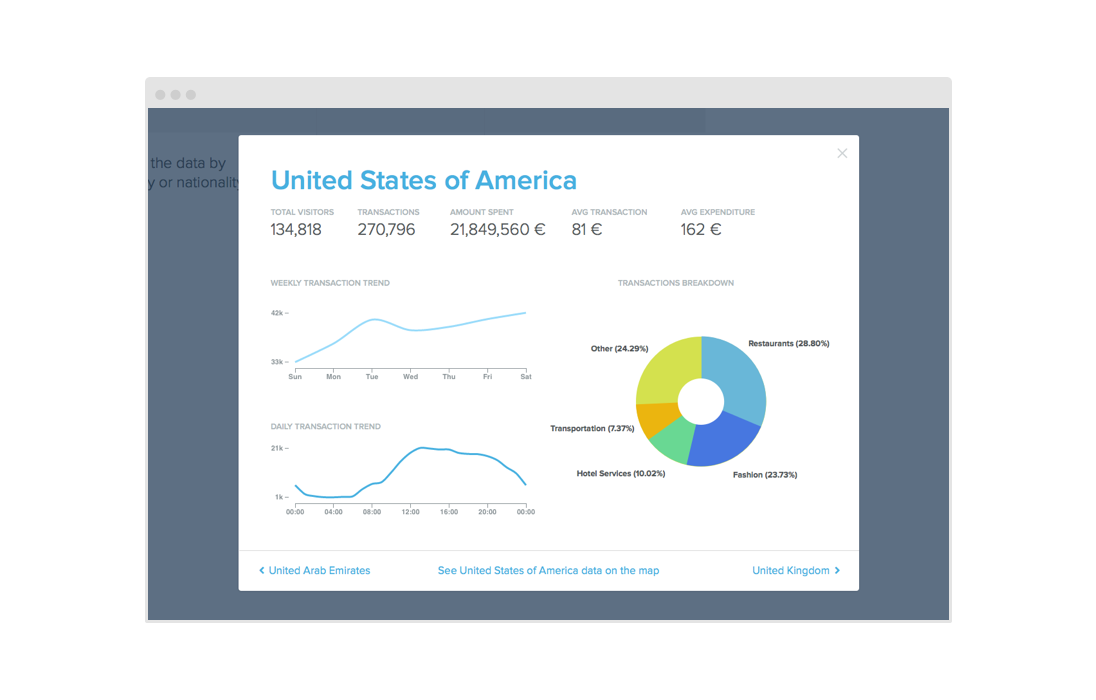 the data by
y or nationality
United States of America
TOTAL VISITORS
134,818
TRANSACTIONS
270,796
AMOUNT SPENT
21,849,560 €
AVG TRANSACTION
81 €
AVG EXPENDITURE
162 €
WEEKLY TRANSACTION TREND
42k
33k
Sun Mon Tue Wed Thu Fri Sat
DAILY TRANSACTION TREND
21k
1k
00:00 04:00 08:00 12:00 16:00 20:00 00:00
TRANSACTIONS BREAKDOWN
Other (24.29%)
Restaurants (28.80%)
Transportation (7.37%)
Hotel Services (10.02%)
Fashion (23.73%)
United Arab Emirates
See United States of America data on the map
United Kingdom